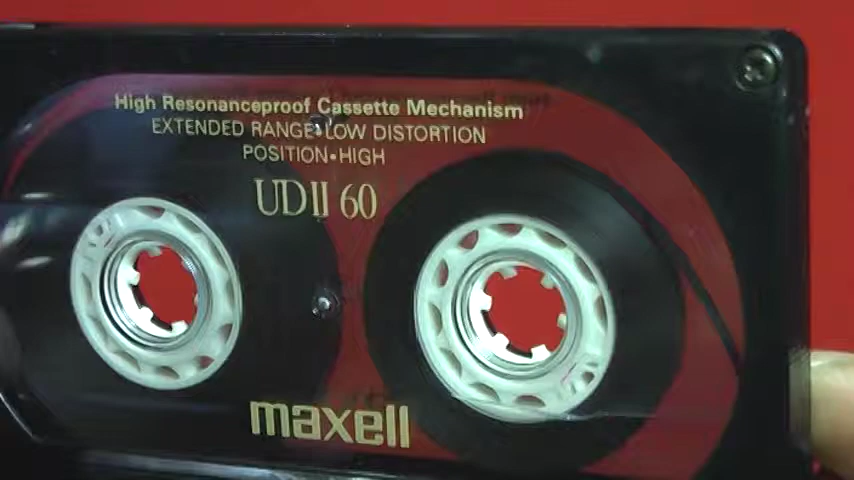 High Resonanceproof Cassette Mechanism
EXTENDED RANGE•LOW DISTORTION
POSITION•HIGH
UDII 60
maxell